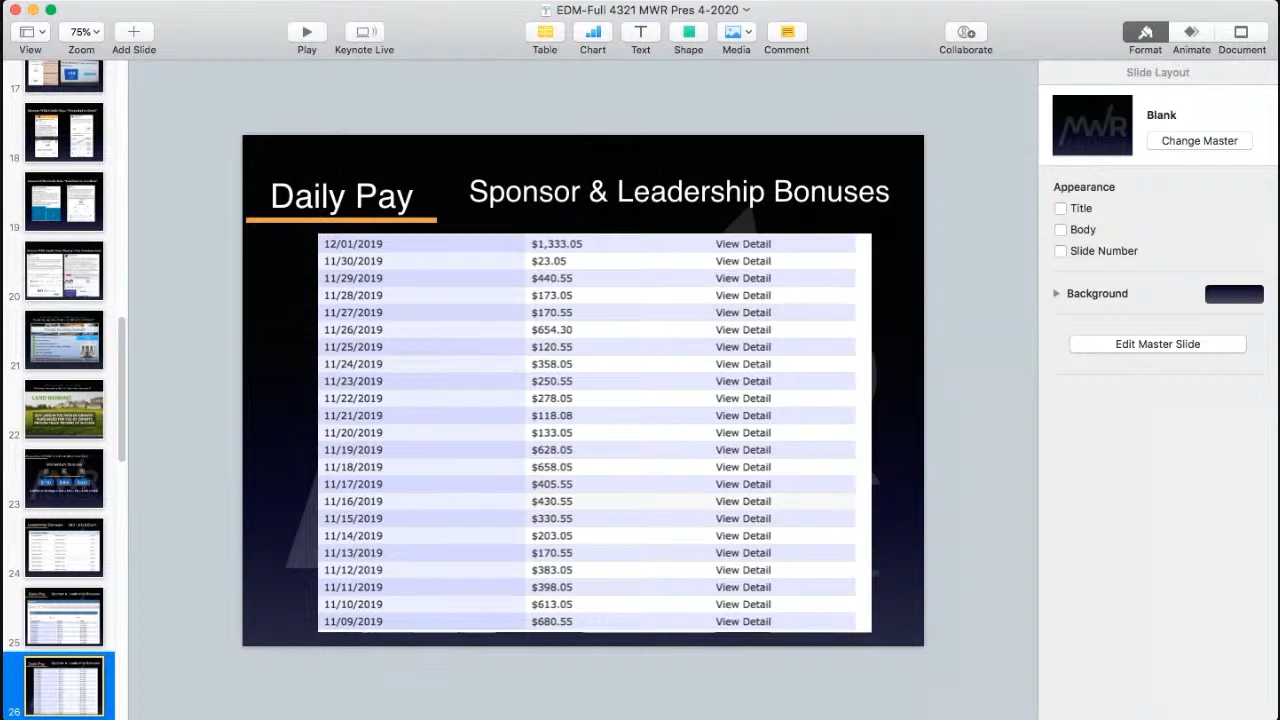 EDM-Full 4321 MWR Pres 4-2020
75%
View Zoom Add Slide
Play Keynote Live
Table Chart Text Shape Media Comment
Collaborate
Format Animate Document
Slide Layout
Blank
Change Master
Appearance
Title
Body
Slide Number
Background
Edit Master Slide
17
18
19
20
21
22
LAND BANKING
23
24
Leadership Bonuses
25
Daily Pay
26
Daily Pay Sponsor & Leadership Bonuses
12/01/2019 $1,333.05 View Detail
11/30/2019 $23.05 View Detail
11/29/2019 $440.55 View Detail
11/28/2019 $173.05 View Detail
11/27/2019 $170.55 View Detail
11/26/2019 $654.30 View Detail
11/25/2019 $120.55 View Detail
11/24/2019 $358.05 View Detail
11/23/2019 $250.55 View Detail
11/22/2019 $278.05 View Detail
11/21/2019 $118.08 View Detail
11/20/2019 $133.05 View Detail
11/19/2019 $628.05 View Detail
11/18/2019 $658.05 View Detail
11/17/2019 $405.55 View Detail
11/16/2019 $430.55 View Detail
11/15/2019 $330.55 View Detail
11/14/2019 $203.05 View Detail
11/13/2019 $170.55 View Detail
11/12/2019 $383.05 View Detail
11/11/2019 $398.05 View Detail
11/10/2019 $613.05 View Detail
11/09/2019 $680.55 View Detail